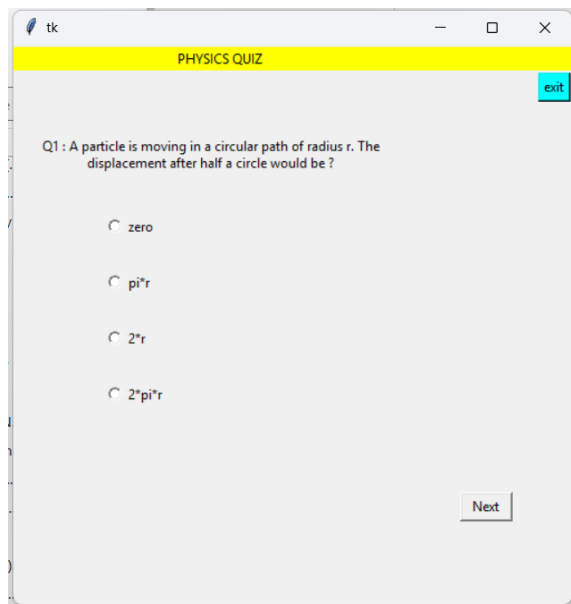 tk
PHYSICS QUIZ
exit
Q1 : A particle is moving in a circular path of radius r. The
displacement after half a circle would be ?
zero
pi*r
2*r
2*pi*r
Next